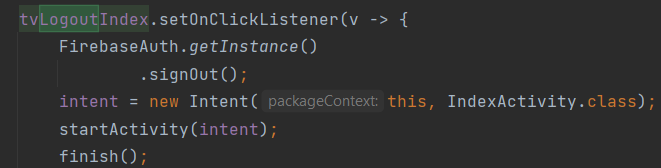 tvLogoutIndex.setOnClickListener(v -> {
FirebaseAuth.getInstance()
.signOut();
intent = new Intent( packageContext: this, IndexActivity.class);
startActivity(intent);
finish();